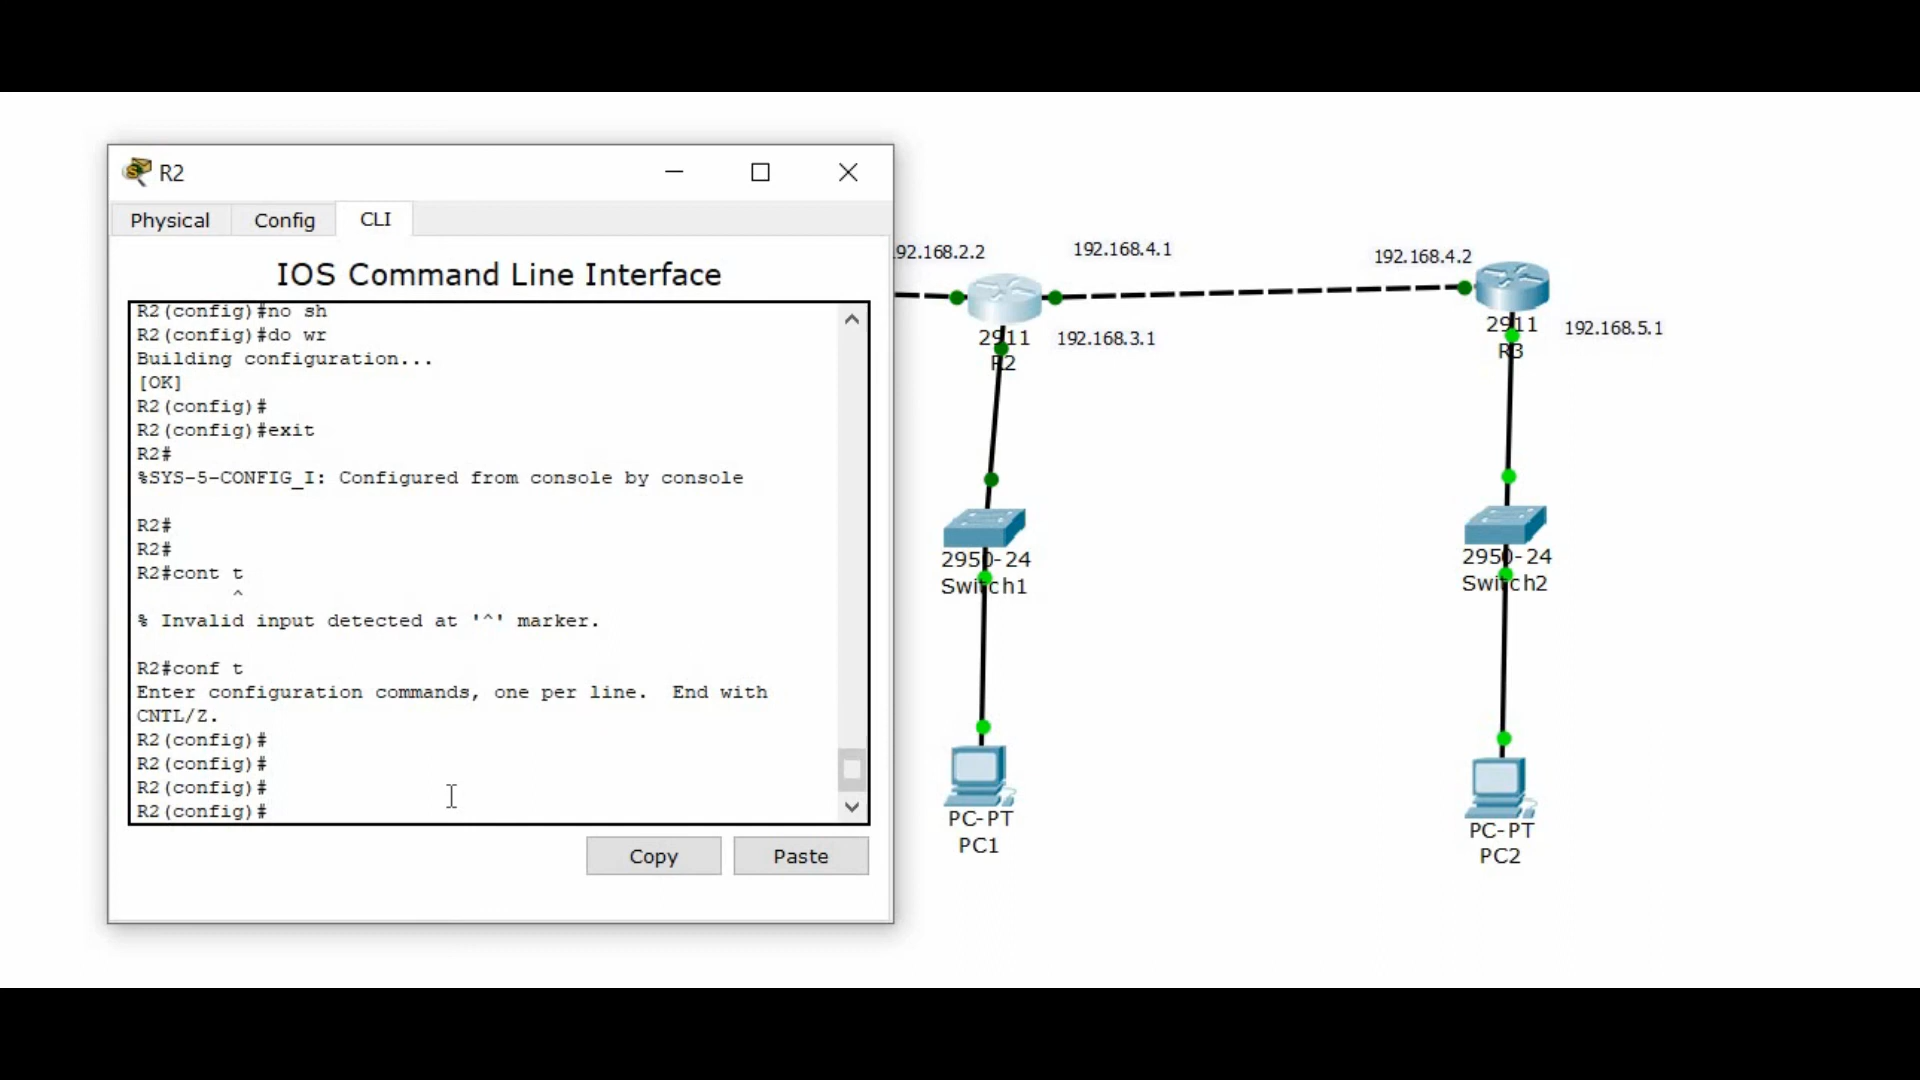 R2
Physical Config CLI
IOS Command Line Interface
R2(config)#no sh
R2(config)#do wr
Building configuration...
[OK]
R2(config)#
R2(config)#exit
R2#
%SYS-5-CONFIG_I: Configured from console by console
R2#
R2#
R2#cont t
^
% Invalid input detected at '^' marker.
R2#conf t
Enter configuration commands, one per line.  End with
CNTL/Z.
R2(config)#
R2(config)#
R2(config)#
R2(config)#
Copy Paste
92.168.2.2
192.168.4.1
192.168.4.2
2911
R2
192.168.3.1
2911
R3
192.168.5.1
2950-24
Switch1
2950-24
Switch2
PC-PT
PC1
PC-PT
PC2